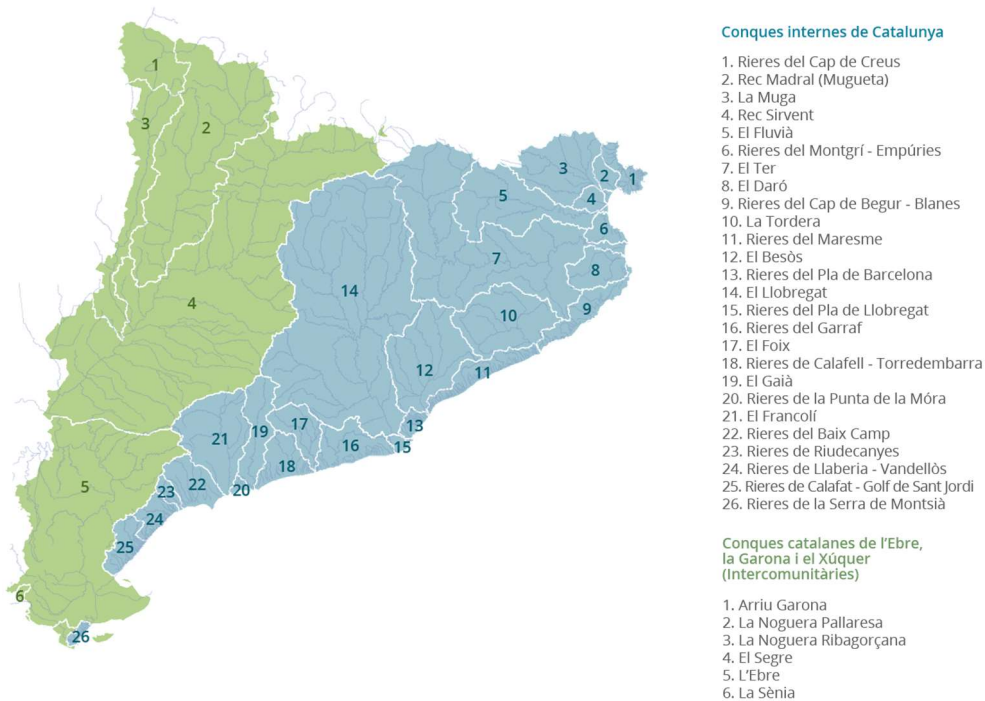 Conques internes de Catalunya
1. Rieres del Cap de Creus
2. Rec Madral (Mugueta)
3. La Muga
4. Rec Sirvent
5. El Fluvià
6. Rieres del Montgrí - Empúries
7. El Ter
8. El Daró
9. Rieres del Cap de Begur - Blanes
10. La Tordera
11. Rieres del Maresme
12. El Besòs
13. Rieres del Pla de Barcelona
14. El Llobregat
15. Rieres del Pla de Llobregat
16. Rieres del Garraf
17. El Foix
18. Rieres de Calafell - Torredembarra
19. El Gaià
20. Rieres de la Punta de la Móra
21. El Francolí
22. Rieres del Baix Camp
23. Rieres de Riudecanyes
24. Rieres de Llaberia - Vandellòs
25. Rieres de Calafat - Golf de Sant Jordi
26. Rieres de la Serra de Montsià
Conques catalanes de l'Ebre,
la Garona i el Xúquer
(Intercomunitàries)
1. Arriu Garona
2. La Noguera Pallaresa
3. La Noguera Ribagorçana
4. El Segre
5. L'Ebre
6. La Sènia
1
3
2
4
5
6
3
2
1
5
4
6
7
8
14
9
10
12
11
13
17
19
21
16
15
18
22
23
20
24
25
26